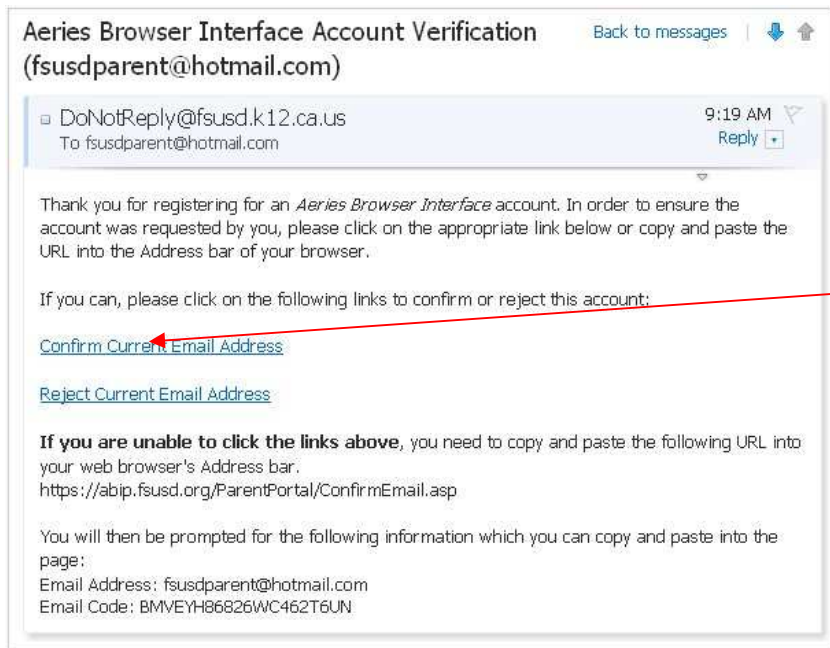 Aeries Browser Interface Account Verification
(fsusdparent@hotmail.com)
Back to messages
DoNotReply@fsusd.k12.ca.us
9:19 AM
To fsusdparent@hotmail.com
Reply
Thank you for registering for an Aeries Browser Interface account. In order to ensure the
account was requested by you, please click on the appropriate link below or copy and paste the
URL into the Address bar of your browser.
If you can, please click on the following links to confirm or reject this account:
Confirm Current Email Address
Reject Current Email Address
If you are unable to click the links above, you need to copy and paste the following URL into
your web browser's Address bar.
https://abip.fsusd.org/ParentPortal/ConfirmEmail.asp
You will then be prompted for the following information which you can copy and paste into the
page:
Email Address: fsusdparent@hotmail.com
Email Code: BMVEYH86826WC462T6UN